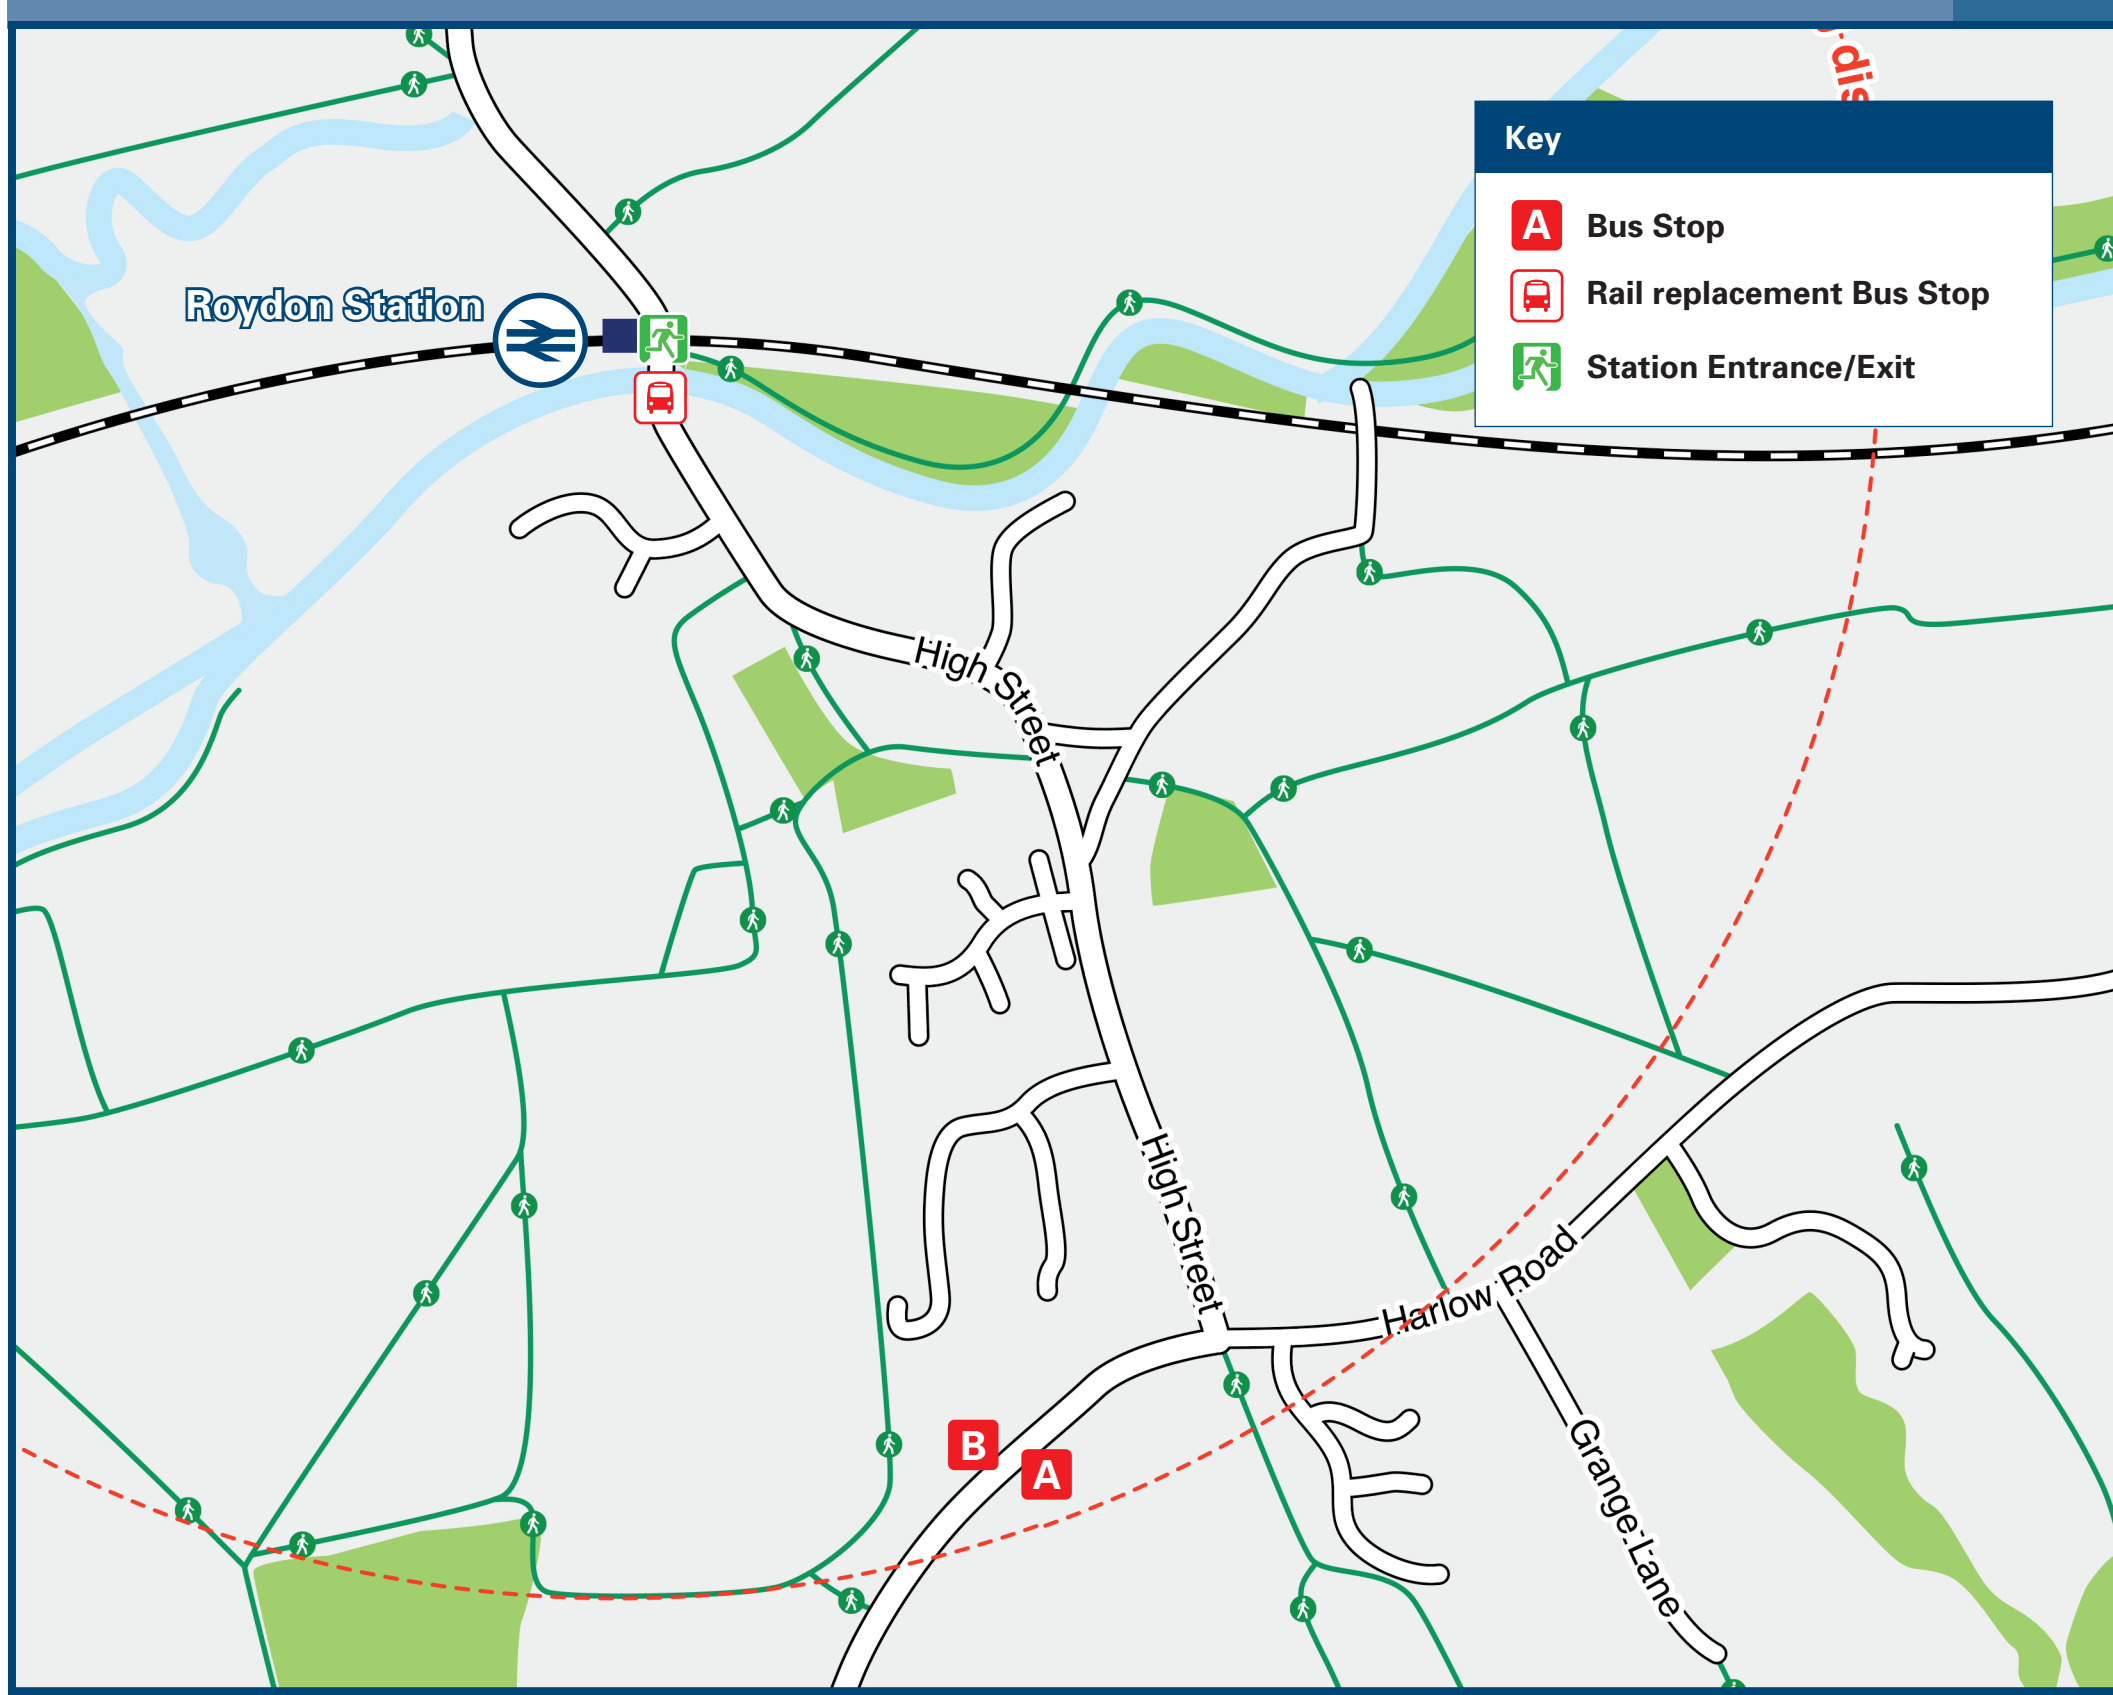 dis
Key
A Bus Stop
Rail replacement Bus Stop
Station Entrance/Exit
Roydon Station
High Street
High Street
Harlow Road
Grange Lane
B
A